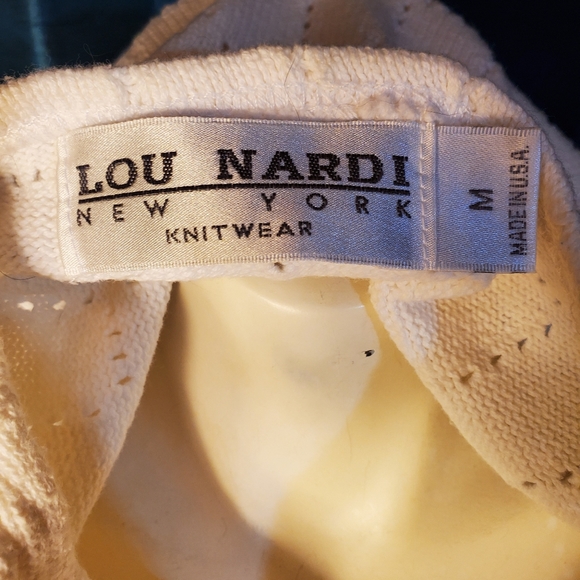 LOU NARDI
NEW YORK
KNITWEAR
M
MADE IN U.S.A.